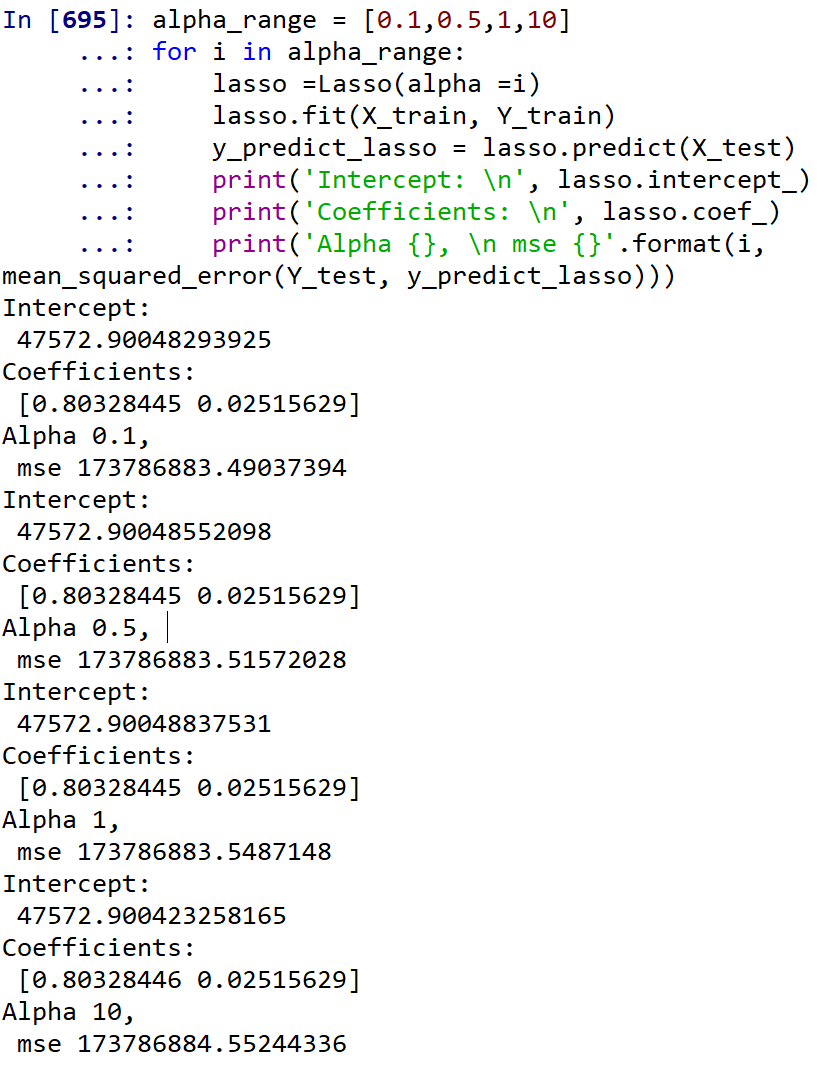 In [695]: alpha_range = [0.1,0.5,1,10]
...: for i in alpha_range:
...: lasso =Lasso(alpha =i)
...: lasso.fit(X_train, Y_train)
...: y_predict_lasso = lasso.predict(X_test)
...: print('Intercept: \n', lasso.intercept_)
...: print('Coefficients: \n', lasso.coef_)
...: print('Alpha {}, \n mse {}'.format(i,
mean_squared_error(Y_test, y_predict_lasso)))
Intercept:
47572.90048293925
Coefficients:
[0.80328445 0.02515629]
Alpha 0.1,
mse 173786883.49037394
Intercept:
47572.90048552098
Coefficients:
[0.80328445 0.02515629]
Alpha 0.5,
mse 173786883.51572028
Intercept:
47572.90048837531
Coefficients:
[0.80328445 0.02515629]
Alpha 1,
mse 173786883.5487148
Intercept:
47572.900423258165
Coefficients:
[0.80328446 0.02515629]
Alpha 10,
mse 173786884.55244336